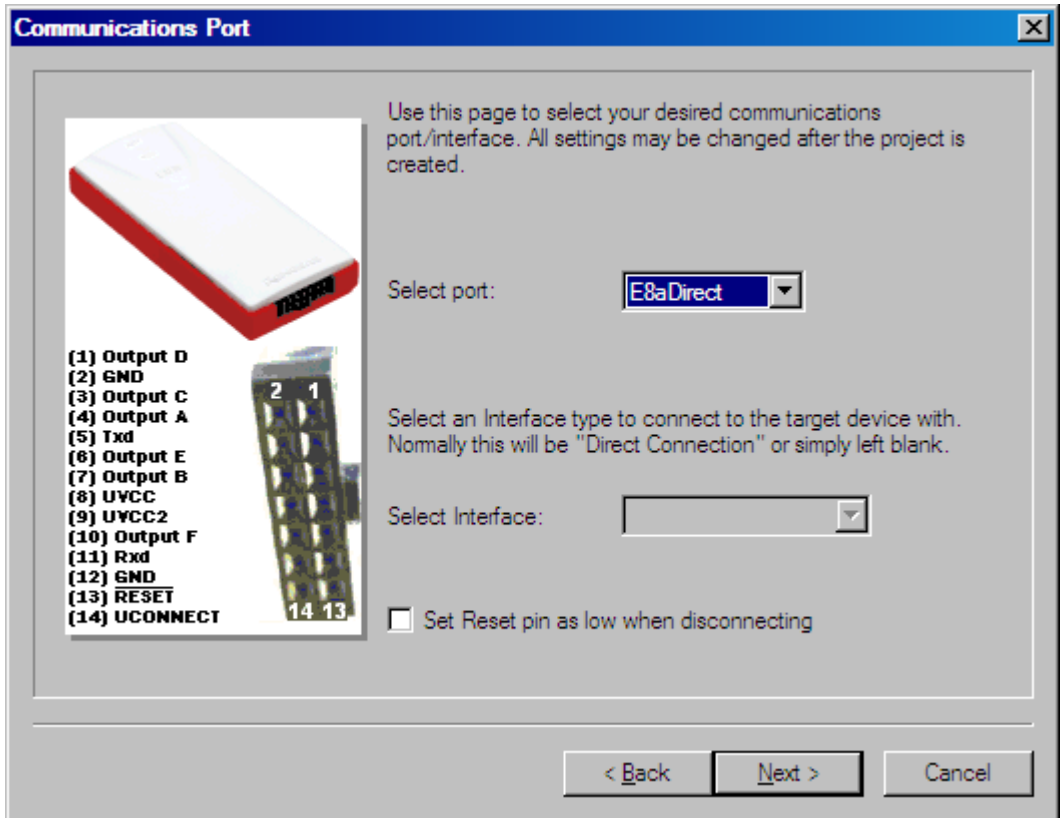 Communications Port
Use this page to select your desired communications
port/interface. All settings may be changed after the project is
created.
Select port:
E8aDirect
(1) Output D
(2) GND
(3) Output C
(4) Output A
(5) Txd
(6) Output E
(7) Output B
(8) UVCC
(9) UVCC2
(10) Output F
(11) Rxd
(12) GND
(13) RESET
(14) UCONNECT
2 1
14 13
Select an Interface type to connect to the target device with.
Normally this will be "Direct Connection" or simply left blank.
Select Interface:
Set Reset pin as low when disconnecting
< Back
Next >
Cancel